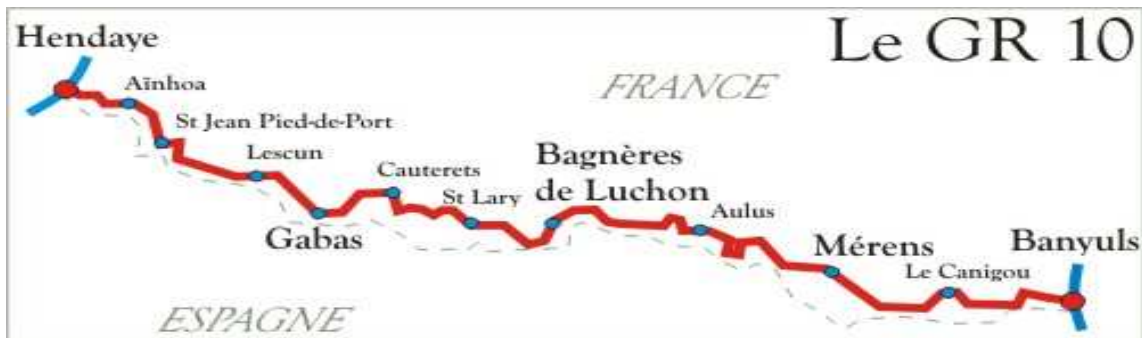 Le GR 10
Hendaye
FRANCE
Aïnhoa
St Jean Pied-de-Port
Lescun
Cauterets
Bagnères
de Luchon
St Lary
Aulus
Gabas
Mérens
Banyuls
Le Canigou
ESPAGNE